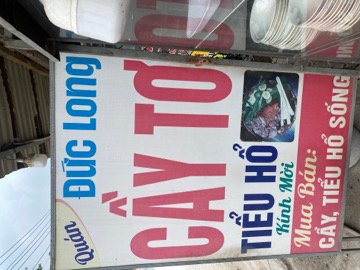 Quán
ĐỨC LONG
CẦY TƠ
TIỂU HỔ
Kính Mời
Mua Bán:
CẦY, TIỂU HỔ SỐNG